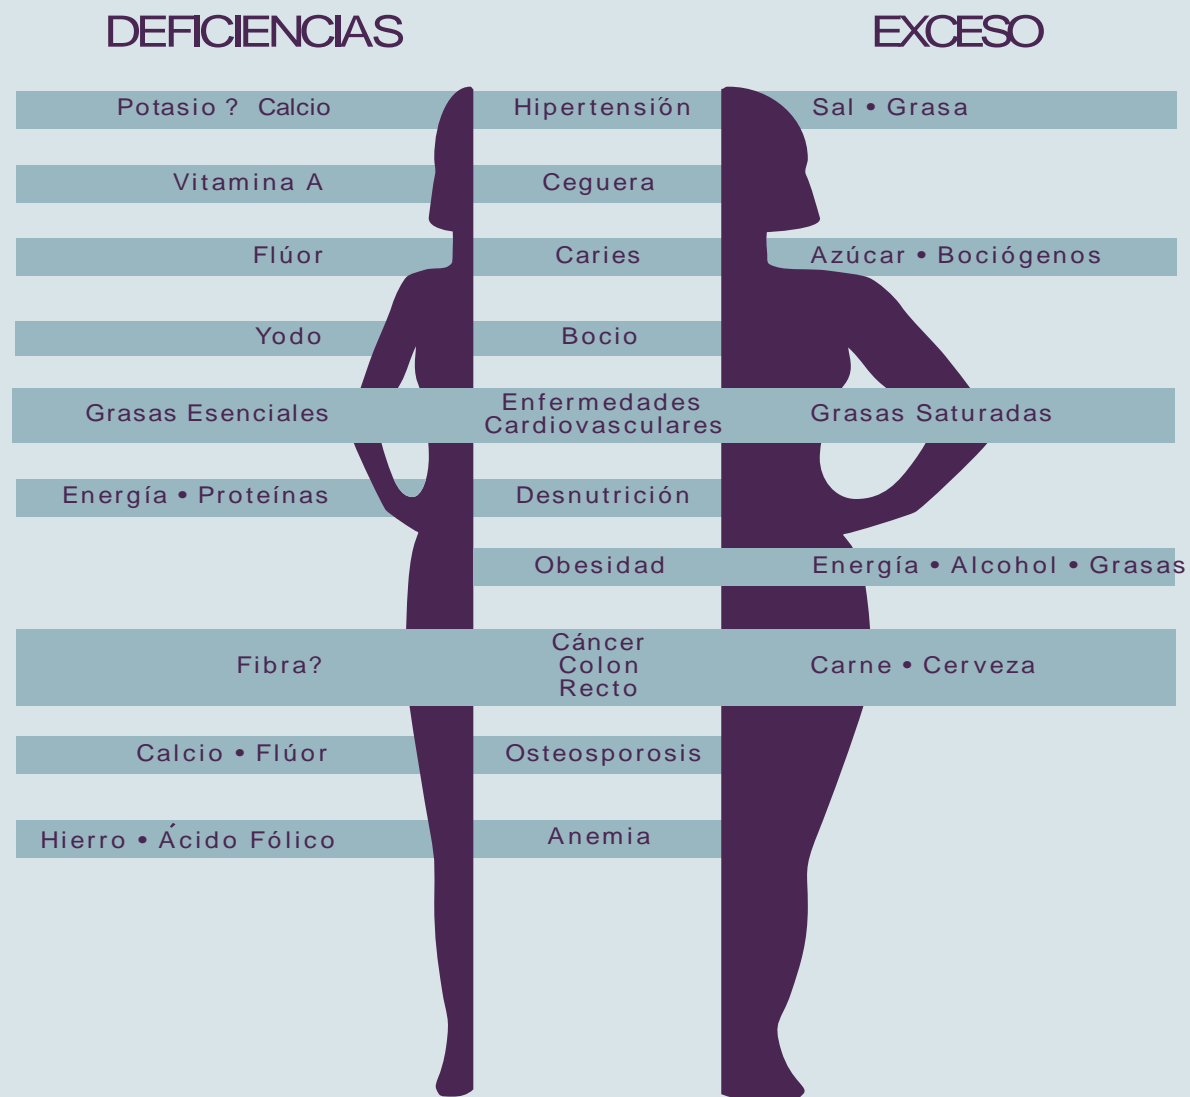 DEFICIENCIAS EXCESO
Potasio ? Calcio Hipertensión Sal • Grasa
Vitamina A Ceguera
Flúor Caries Azúcar • Bociógenos
Yodo Bocio
Grasas Esenciales Enfermedades Cardiovasculares Grasas Saturadas
Energía • Proteínas Desnutrición
Obesidad Energía • Alcohol • Grasas
Fibra? Cáncer Colon Recto Carne • Cerveza
Calcio • Flúor Osteosporosis
Hierro • Ácido Fólico Anemia